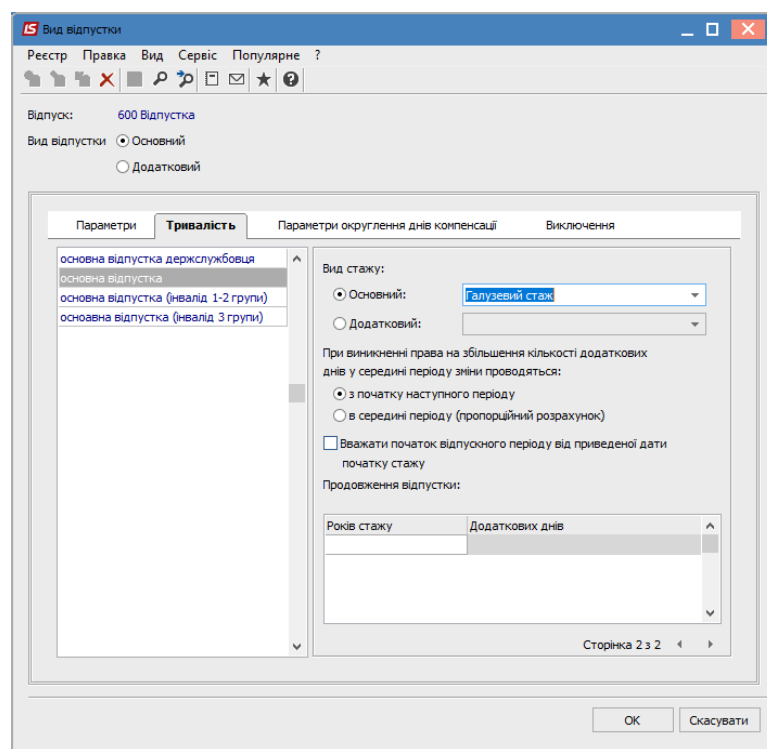 Вид відпустки
Реєстр Правка Вид Сервіс Популярне ?
Відпуск: 600 Відпустка
Вид відпустки Основний
Додатковий
Параметри Тривалість Параметри округлення днів компенсації Виключення
основна відпустка держслужбовця
основна відпустка
основна відпустка (інвалід 1-2 групи)
осноавна відпустка (інвалід 3 групи)
Вид стажу:
Основний: Галузевий стаж
Додатковий:
При виникненні права на збільшення кількості додаткових
днів у середині періоду зміни проводяться:
з початку наступного періоду
в середині періоду (пропорційний розрахунок)
Вважати початок відпускного періоду від приведеної дати
початку стажу
Продовження відпустки:
Років стажу Додаткових днів
Сторінка 2 з 2
OK Скасувати